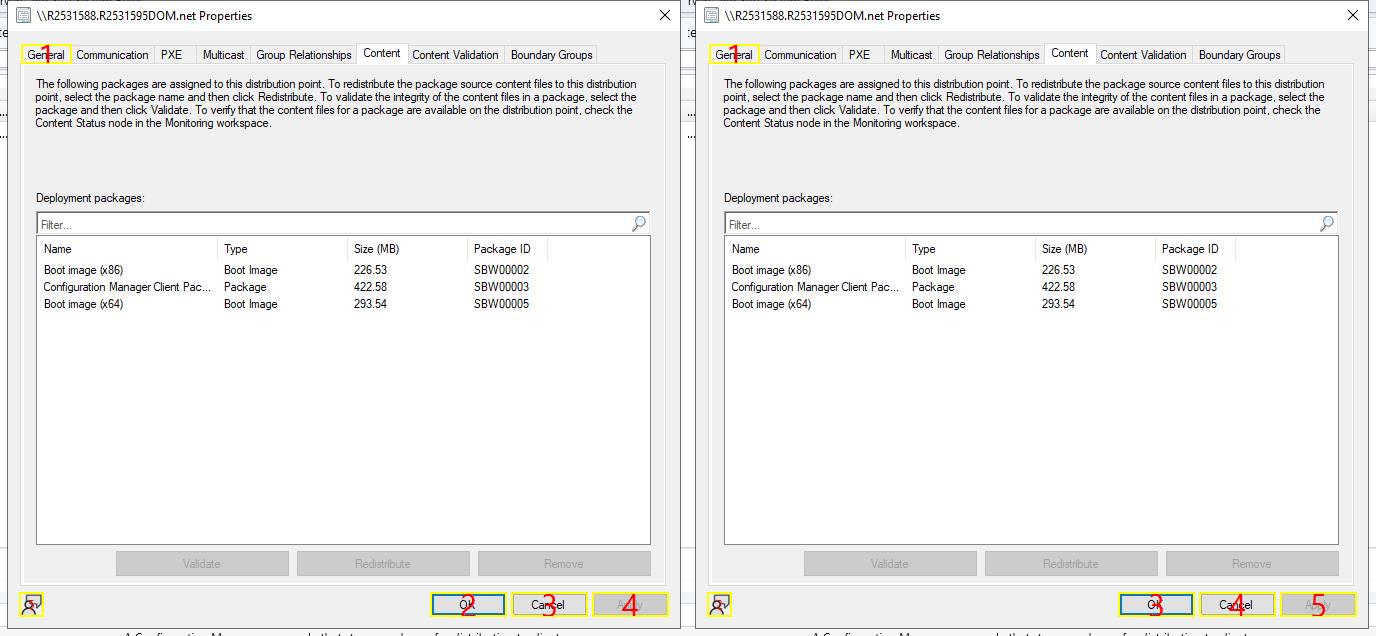 \\R2531588.R2531595DOM.net Properties
General Communication PXE Multicast Group Relationships Content Content Validation Boundary Groups
1
The following packages are assigned to this distribution point. To redistribute the package source content files to this distribution
point, select the package name and then click Redistribute. To validate the integrity of the content files in a package, select the
package and then click Validate. To verify that the content files for a package are available on the distribution point, check the
Content Status node in the Monitoring workspace.
Deployment packages:
Filter...
Name Type Size (MB) Package ID
Boot image (x86) Boot Image 226.53 SBW00002
Configuration Manager Client Pac... Package 422.58 SBW00003
Boot image (x64) Boot Image 293.54 SBW00005
Validate Redistribute Remove
OK Cancel Apply
2 3 4
\\R2531588.R2531595DOM.net Properties
General Communication PXE Multicast Group Relationships Content Content Validation Boundary Groups
1
The following packages are assigned to this distribution point. To redistribute the package source content files to this distribution
point, select the package name and then click Redistribute. To validate the integrity of the content files in a package, select the
package and then click Validate. To verify that the content files for a package are available on the distribution point, check the
Content Status node in the Monitoring workspace.
Deployment packages:
Filter...
Name Type Size (MB) Package ID
Boot image (x86) Boot Image 226.53 SBW00002
Configuration Manager Client Pac... Package 422.58 SBW00003
Boot image (x64) Boot Image 293.54 SBW00005
Validate Redistribute Remove
OK Cancel Apply
3 4 5